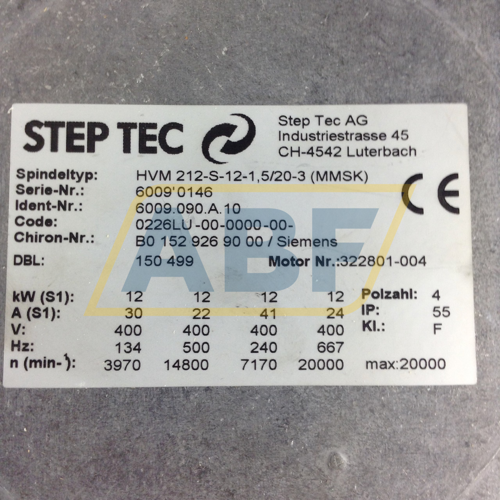 STEP TEC
Step Tec AG
Industriestrasse 45
CH-4542 Luterbach
Spindeltyp: HVM 212-S-12-1,5/20-3 (MMSK)
Serie-Nr.: 6009'0146
Ident-Nr.: 6009.090.A.10
Code: 0226LU-00-0000-00-
Chiron-Nr.: B0 152 926 90 00 / Siemens
DBL: 150 499 Motor Nr.:322801-004
CE
kW (S1): 12 12 12 12 Polzahl: 4
A (S1): 30 22 41 24 IP: 55
V: 400 400 400 400 Kl.: F
Hz: 134 500 240 667
n (min-¹) 3970 14800 7170 20000 max:20000
ABF